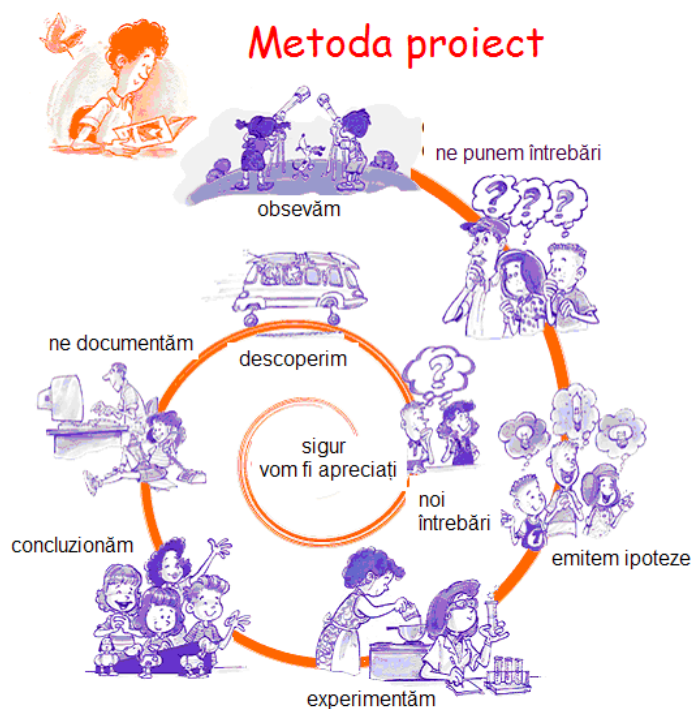 Metoda proiect
obsevăm
ne punem întrebări
emitem ipoteze
experimentăm
concluzionăm
ne documentăm
descoperim
noi
întrebări
sigur
vom fi apreciați